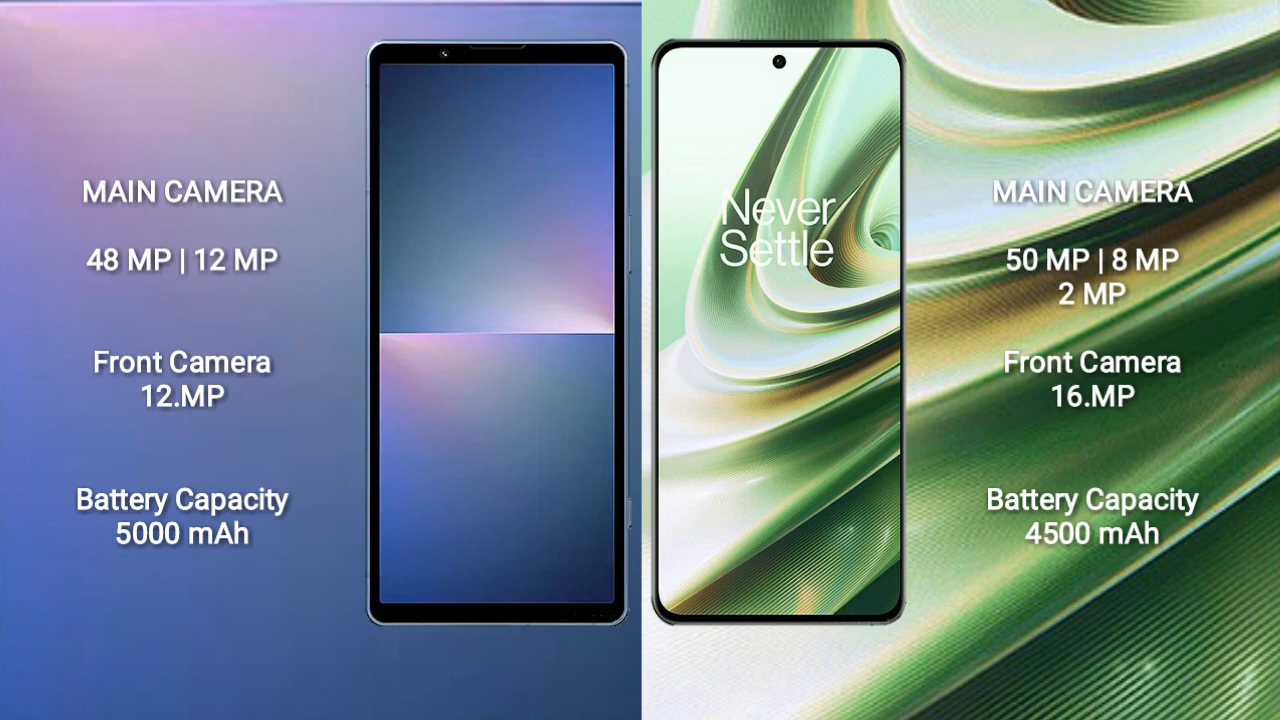 MAIN CAMERA
48 MP | 12 MP
Front Camera
12.MP
Battery Capacity
5000 mAh
Never
Settle
MAIN CAMERA
50 MP | 8 MP
2 MP
Front Camera
16.MP
Battery Capacity
4500 mAh